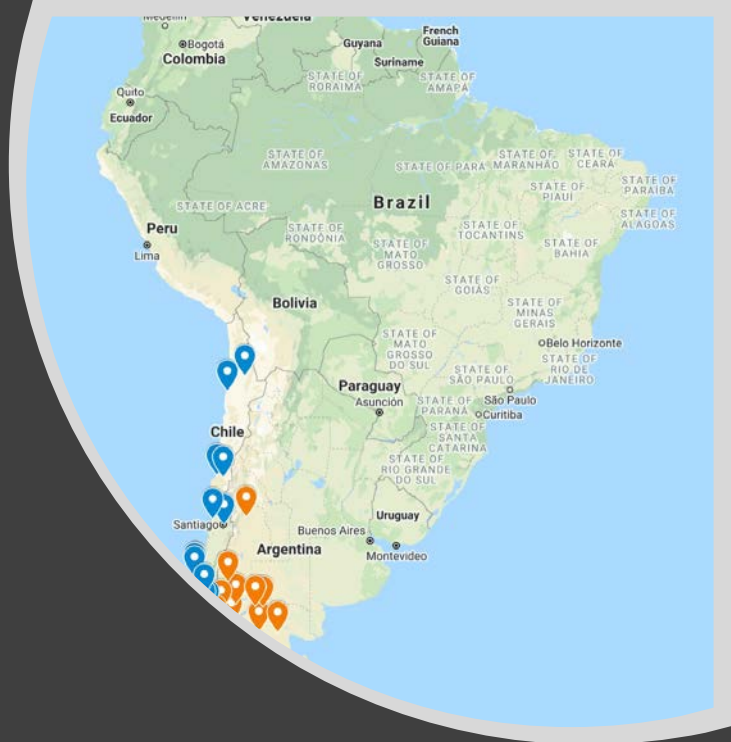 Medellín
Venezuela
Bogotá
Colombia
Guyana
French
Guiana
Suriname
STATE OF
RORAIMA
STATE OF
AMAPÁ
Quito
Ecuador
STATE OF
AMAZONAS
STATE OF PARÁ
STATE OF
MARANHÃO
STATE OF
CEARÁ
STATE OF
PARAÍBA
STATE OF
PIAUÍ
STATE OF ACRE
Brazil
STATE OF
ALAGOAS
Peru
Lima
STATE OF
RONDÔNIA
STATE OF
TOCANTINS
STATE OF
MATO
GROSSO
STATE OF
BAHIA
STATE OF
GOIÁS
Bolivia
STATE OF
MINAS
GERAIS
STATE OF
MATO
GROSSO
DO SUL
Belo Horizonte
STATE OF
RIO DE
JANEIRO
STATE OF
SÃO PAULO
Paraguay
Asunción
São Paulo
STATE OF
PARANÁ
Curitiba
Chile
STATE OF
SANTA
CATARINA
STATE OF
RIO GRANDE
DO SUL
Santiago
Uruguay
Buenos Aires
Argentina
Montevideo